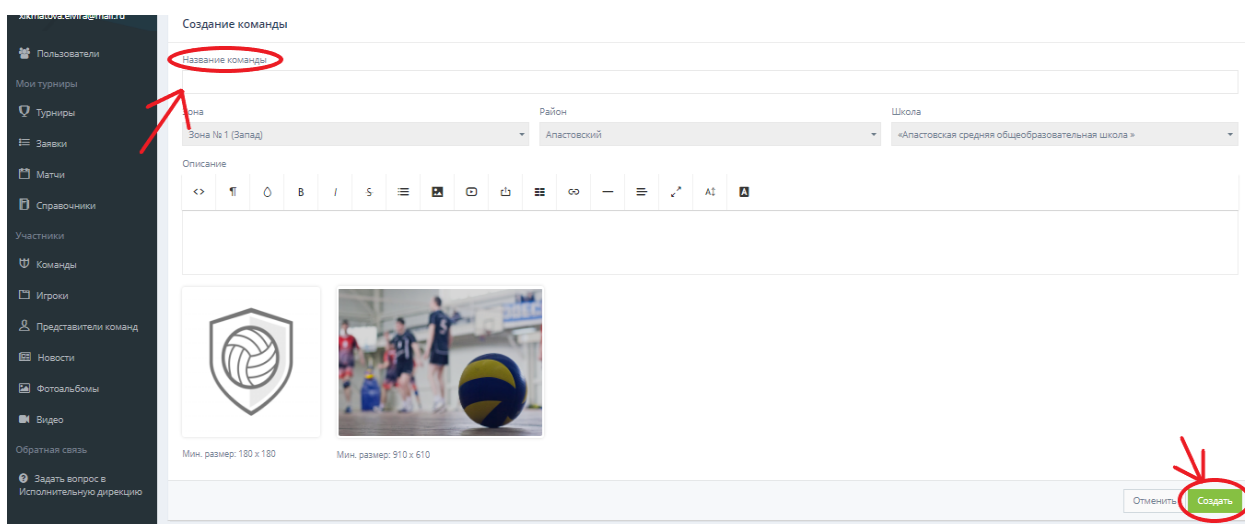 xikmatova.elvira@mail.ru
Пользователи
Мои турниры
Турниры
Заявки
Матчи
Справочники
Участники
Команды
Игроки
Представители команд
Новости
Фотоальбомы
Видео
Обратная связь
Задать вопрос в
Исполнительную дирекцию
Создание команды
Название команды
Зона
Район
Школа
Зона № 1 (Запад)
Апастовский
«Апастовская средняя общеобразовательная школа »
Описание
<> ¶ B I S A↕ A
Мин. размер: 180 x 180
Мин. размер: 910 x 610
Отменить
Создать